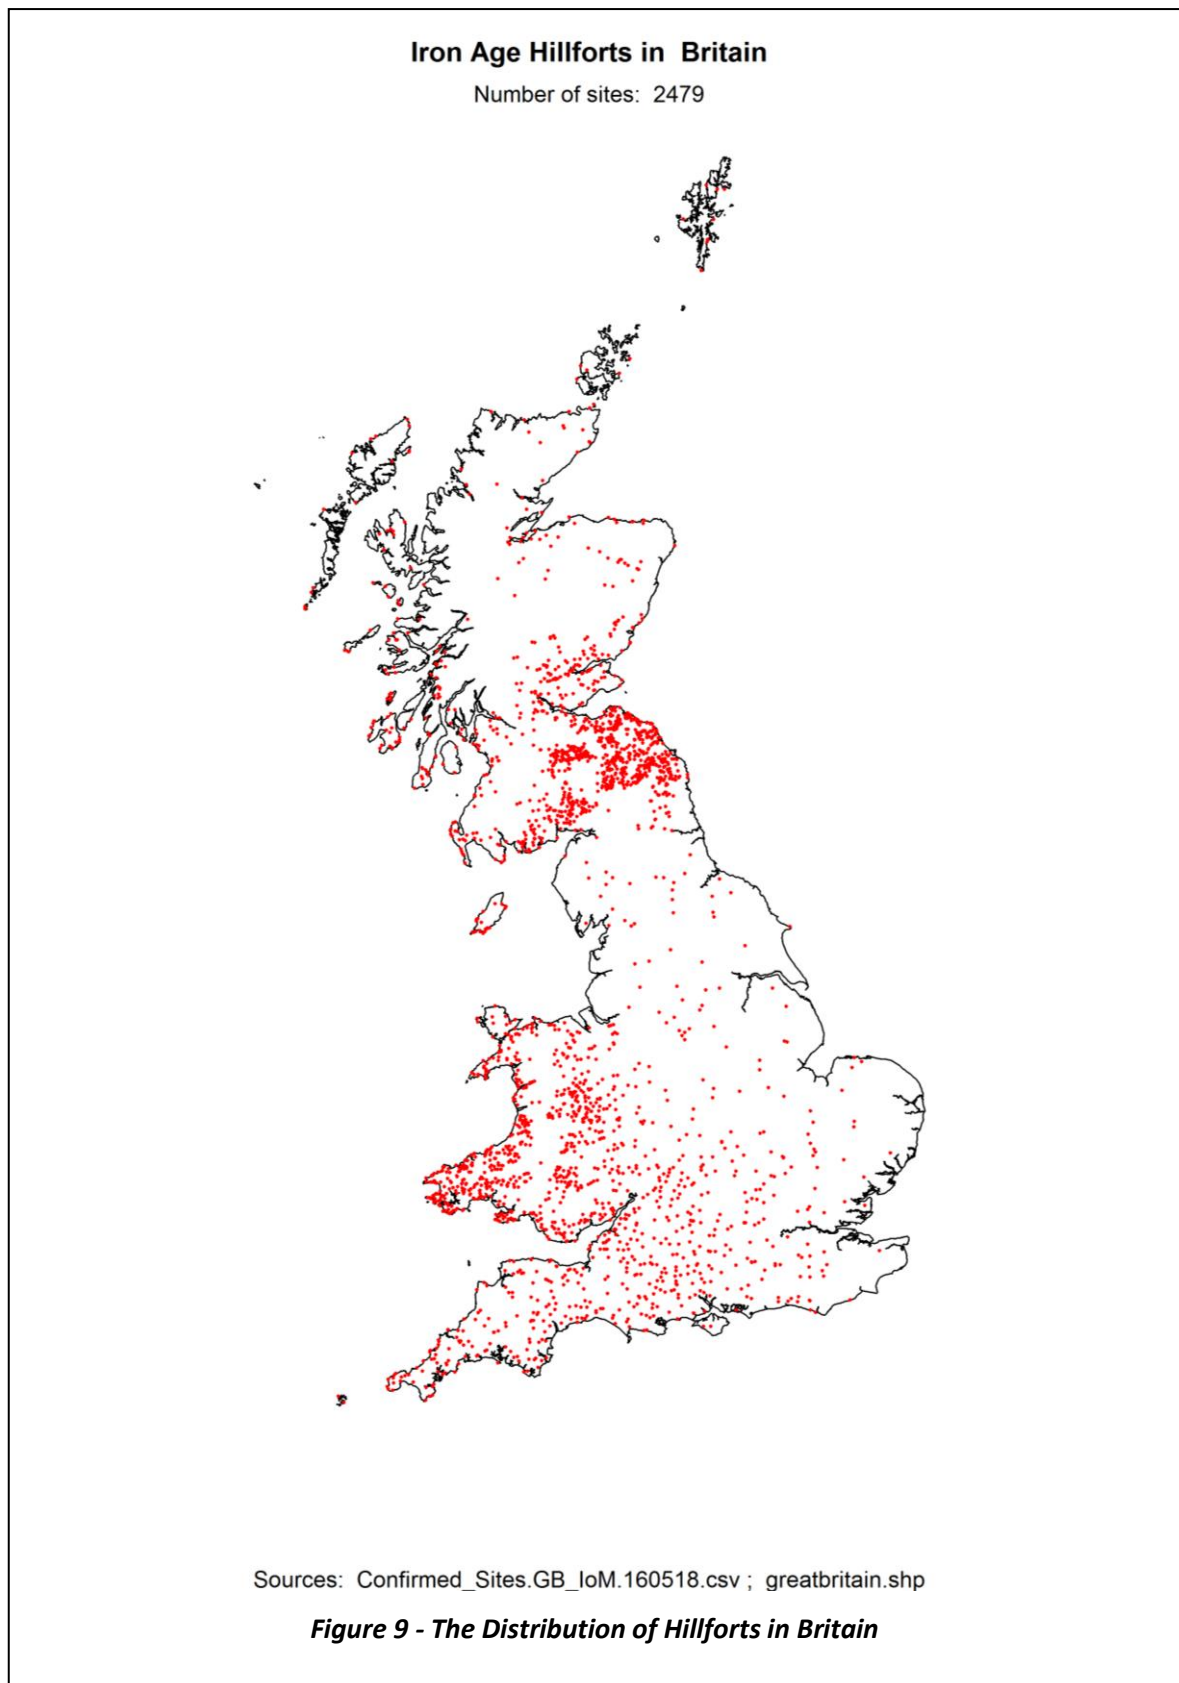 Iron Age Hillforts in  Britain
Number of sites:  2479
Sources:  Confirmed_Sites.GB_IoM.160518.csv ;  greatbritain.shp
Figure 9 - The Distribution of Hillforts in Britain